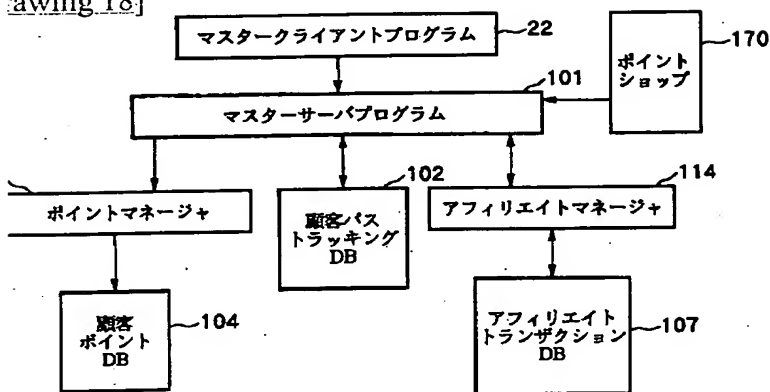 awing 18]
マスタークライアントプログラム
22
ポイント
ショップ
170
101
マスターサーバプログラム
ポイントマネージャ
102
顧客パス
トラッキング
DB
114
アフィリエイトマネージャ
顧客
ポイント
DB
104
アフィリエイト
トランザクション
DB
107